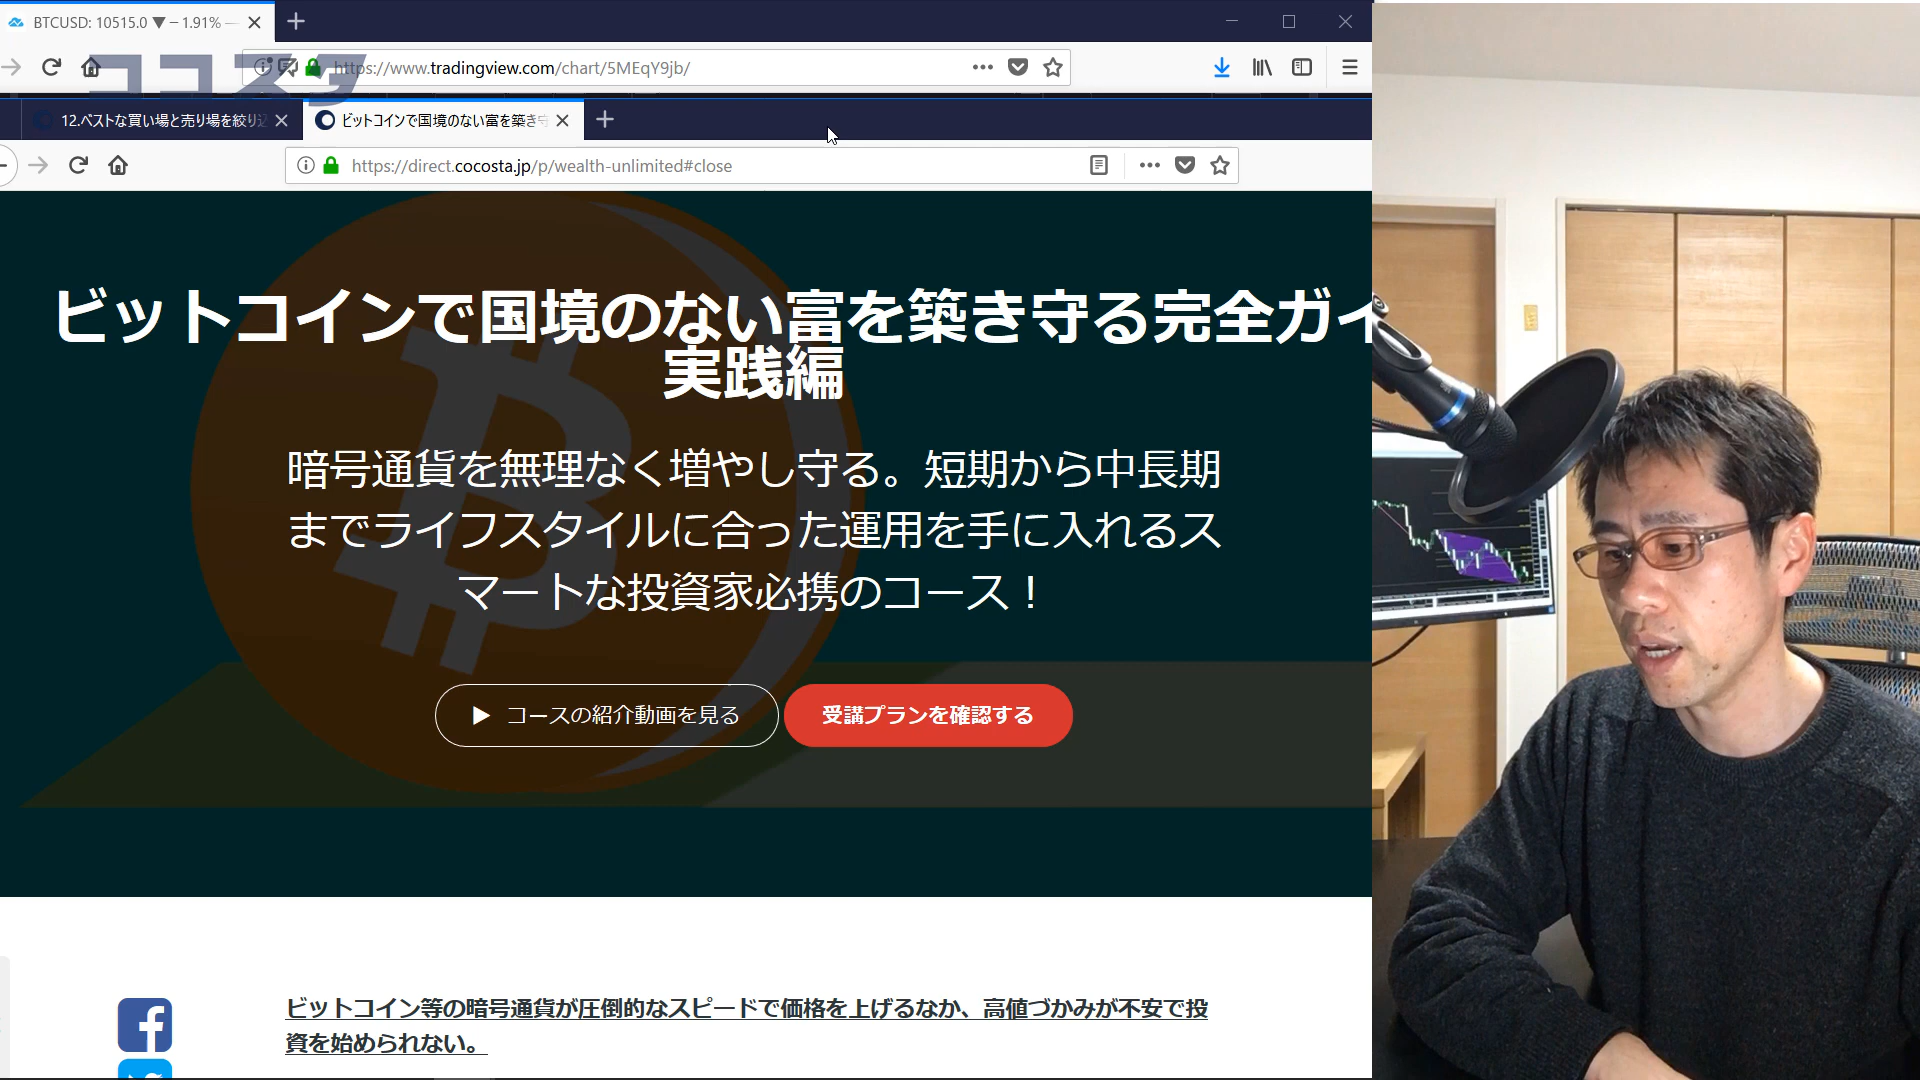 BTCUSD: 10515.0 ▼ −1.91% —
ココスタ
https://www.tradingview.com/chart/5MEqY9jb/
12.ベストな買い場と売り場を絞り込
ビットコインで国境のない富を築き守
https://direct.cocosta.jp/p/wealth-unlimited#close
ビットコインで国境のない富を築き守る完全ガイ
実践編
暗号通貨を無理なく増やし守る。短期から中長期
までライフスタイルに合った運用を手に入れるス
マートな投資家必携のコース！
▶ コースの紹介動画を見る
受講プランを確認する
ビットコイン等の暗号通貨が圧倒的なスピードで価格を上げるなか、高値づかみが不安で投
資を始められない。